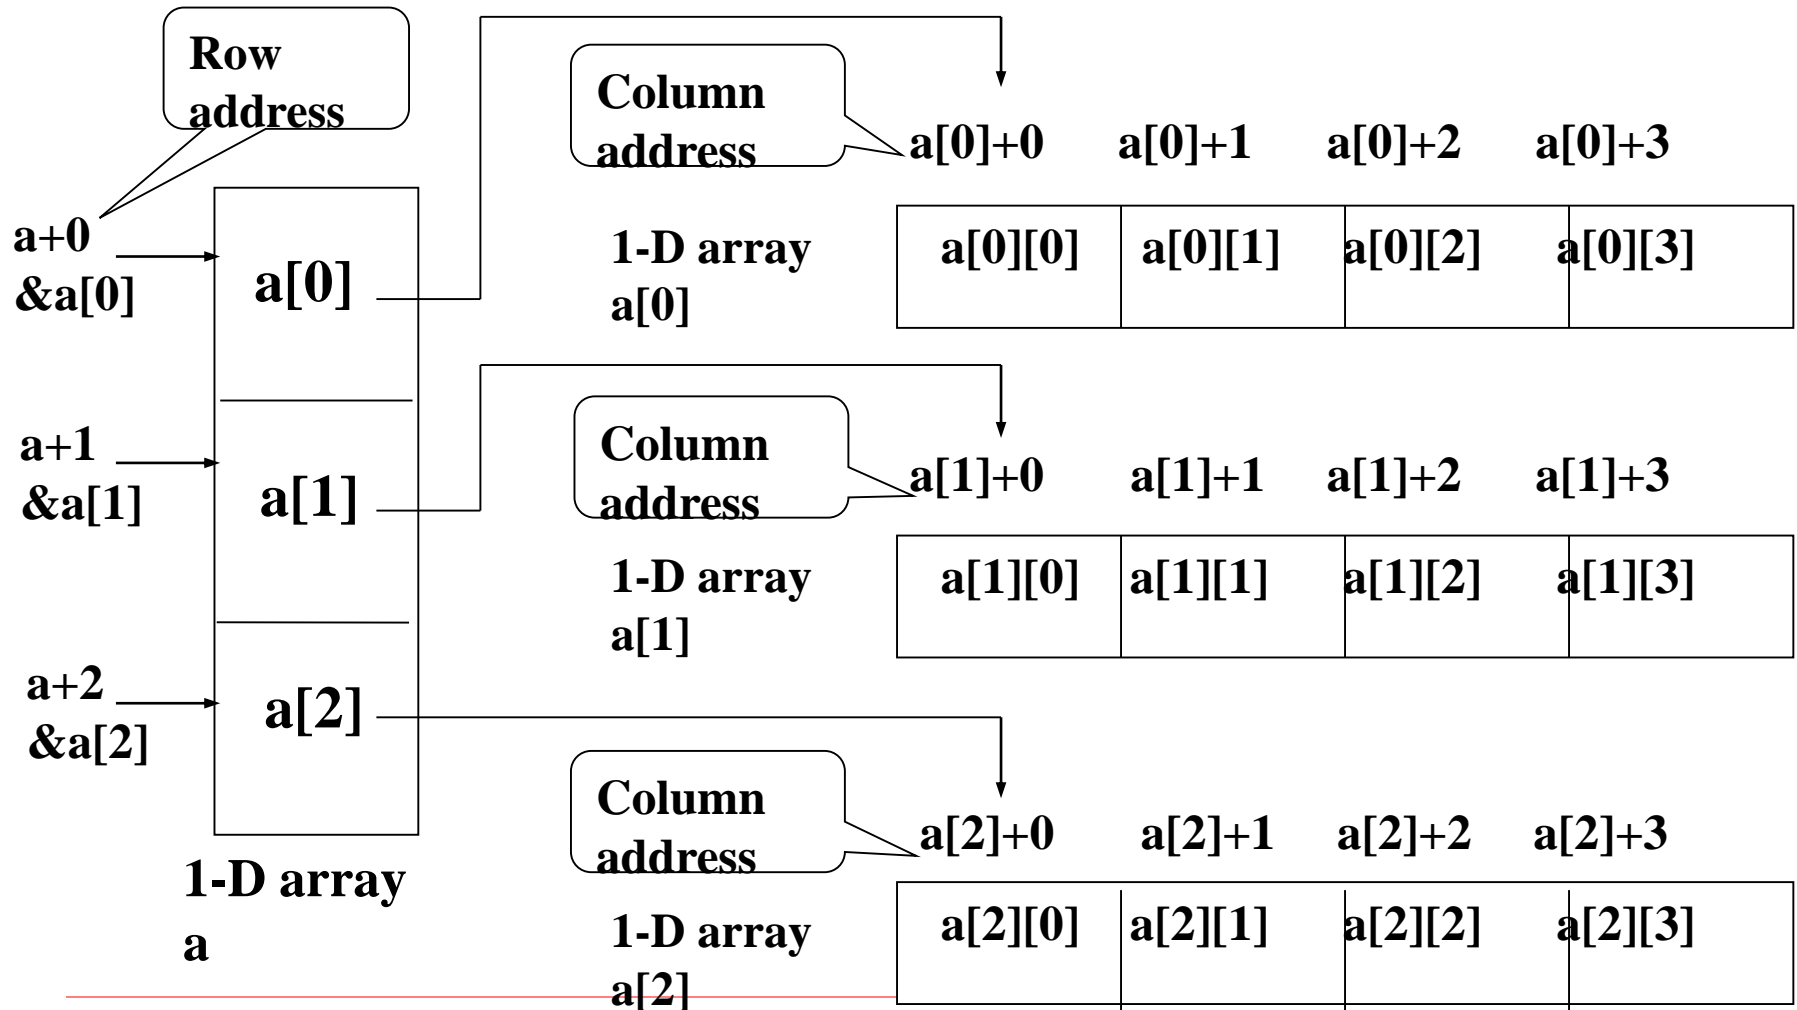 Row
address
Column
address
a[0]+0 a[0]+1 a[0]+2 a[0]+3
a+0
&a[0]
a[0]
1-D array
a[0]
a[0][0] a[0][1] a[0][2] a[0][3]
a+1
&a[1]
a[1]
Column
address
a[1]+0 a[1]+1 a[1]+2 a[1]+3
1-D array
a[1]
a[1][0] a[1][1] a[1][2] a[1][3]
a+2
&a[2]
a[2]
Column
address
a[2]+0 a[2]+1 a[2]+2 a[2]+3
1-D array
a
1-D array
a[2]
a[2][0] a[2][1] a[2][2] a[2][3]